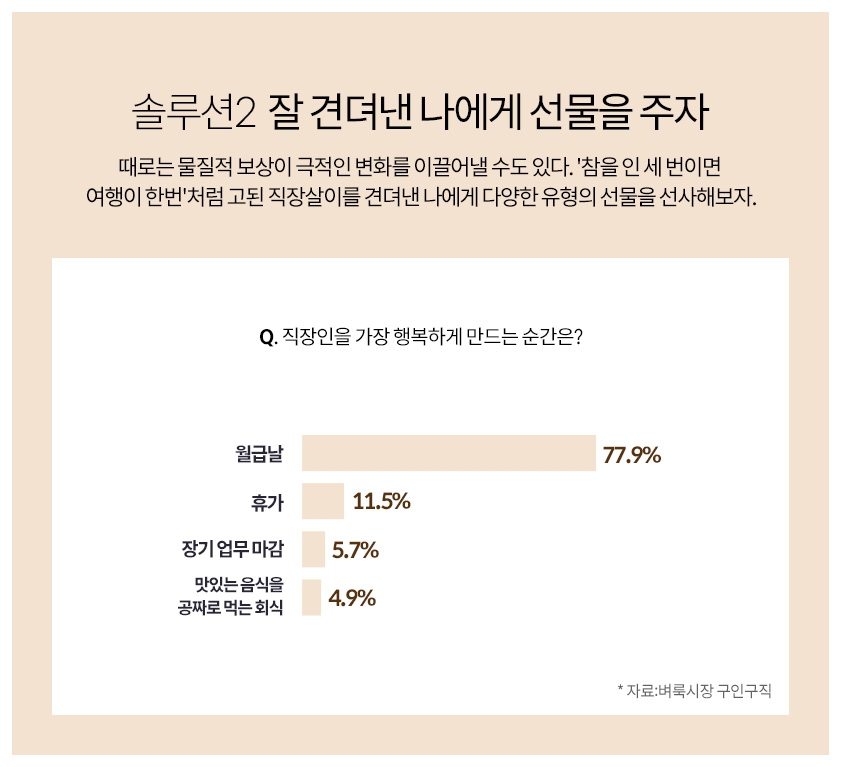 솔루션2 잘 견뎌낸 나에게 선물을 주자
때로는 물질적 보상이 극적인 변화를 이끌어낼 수도 있다. '참을 인 세 번이면
여행이 한번'처럼 고된 직장살이를 견뎌낸 나에게 다양한 유형의 선물을 선사해보자.
Q. 직장인을 가장 행복하게 만드는 순간은?
월급날 77.9%
휴가 11.5%
장기 업무 마감 5.7%
맛있는 음식을
공짜로 먹는 회식 4.9%
* 자료:벼룩시장 구인구직